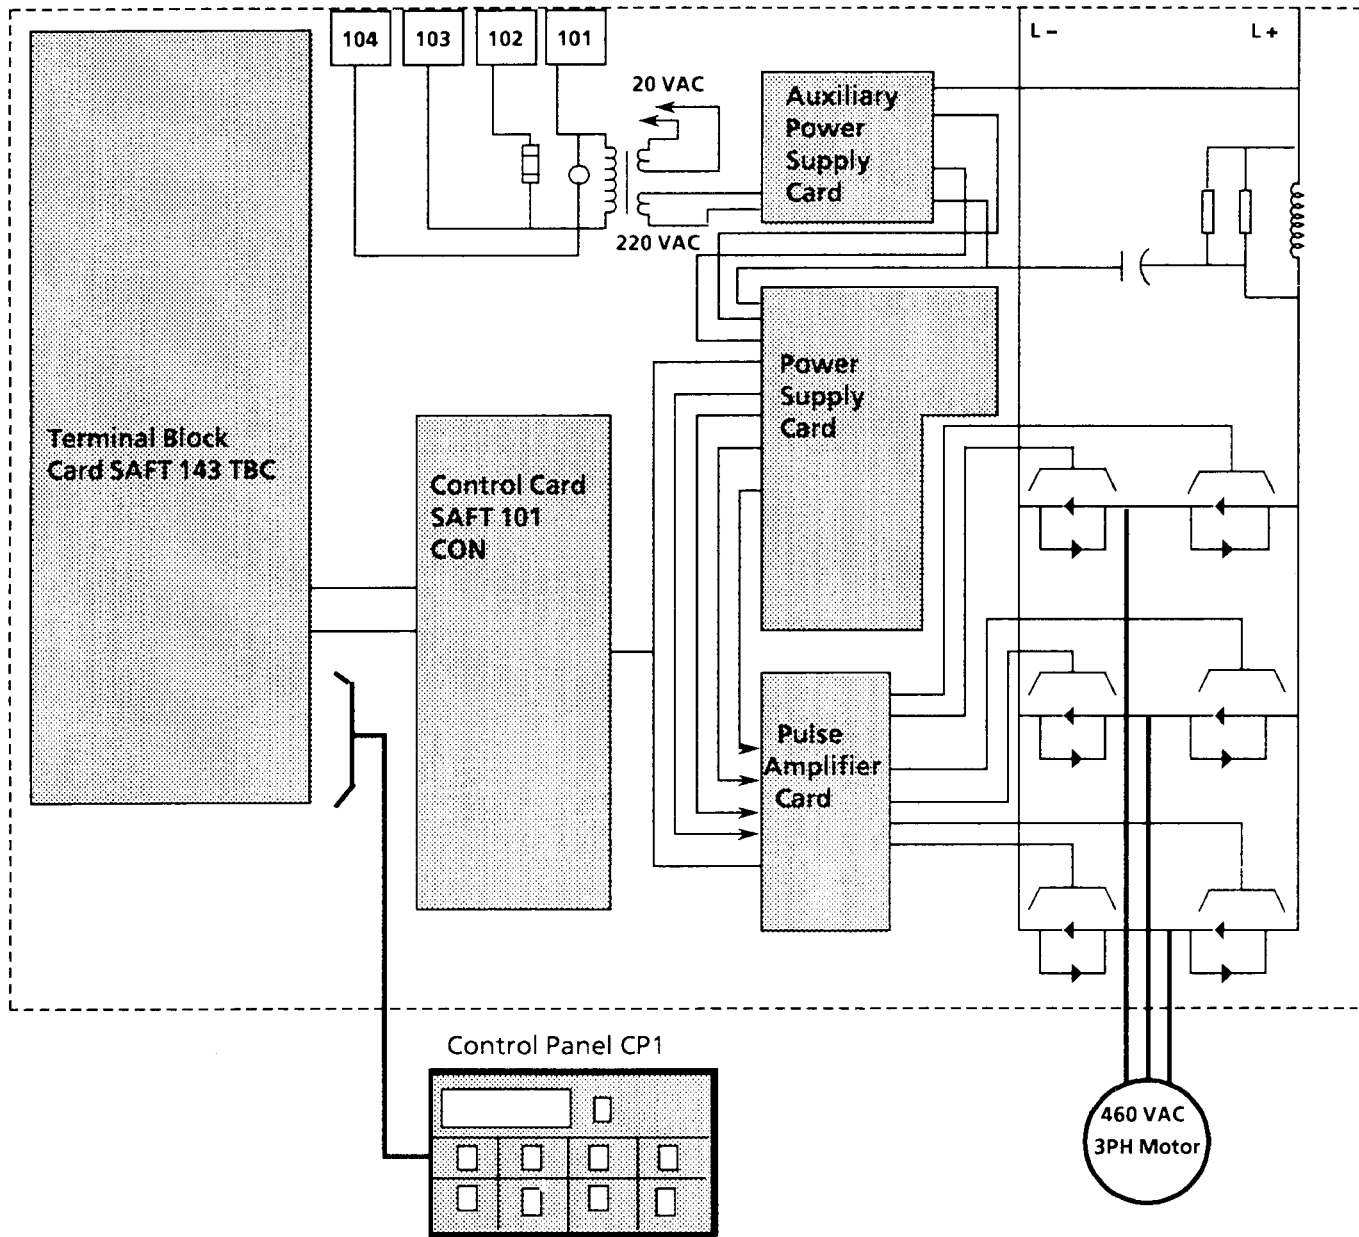 104 103 102 101
L - L +
20 VAC
Auxiliary
Power
Supply
Card
220 VAC
Power
Supply
Card
Terminal Block
Card SAFT 143 TBC
Control Card
SAFT 101
CON
Pulse
Amplifier
Card
Control Panel CP1
460 VAC
3PH Motor